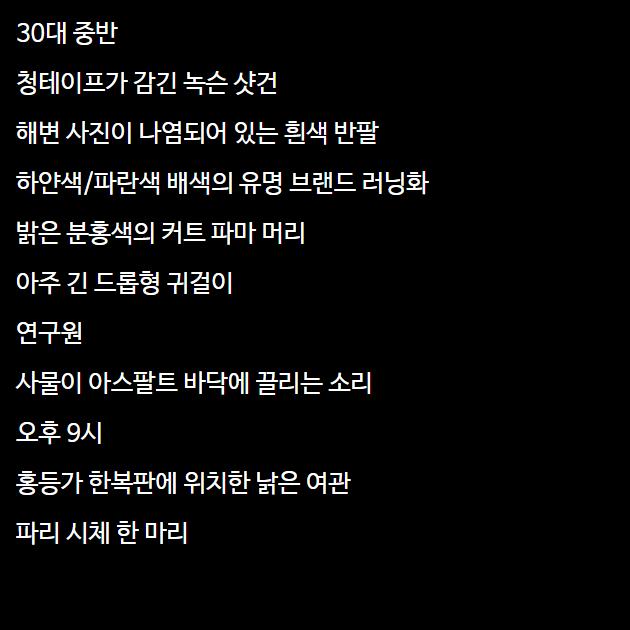 30대 중반
청테이프가 감긴 녹슨 샷건
해변 사진이 나염되어 있는 흰색 반팔
하얀색/파란색 배색의 유명 브랜드 러닝화
밝은 분홍색의 커트 파마 머리
아주 긴 드롭형 귀걸이
연구원
사물이 아스팔트 바닥에 끌리는 소리
오후 9시
홍등가 한복판에 위치한 낡은 여관
파리 시체 한 마리